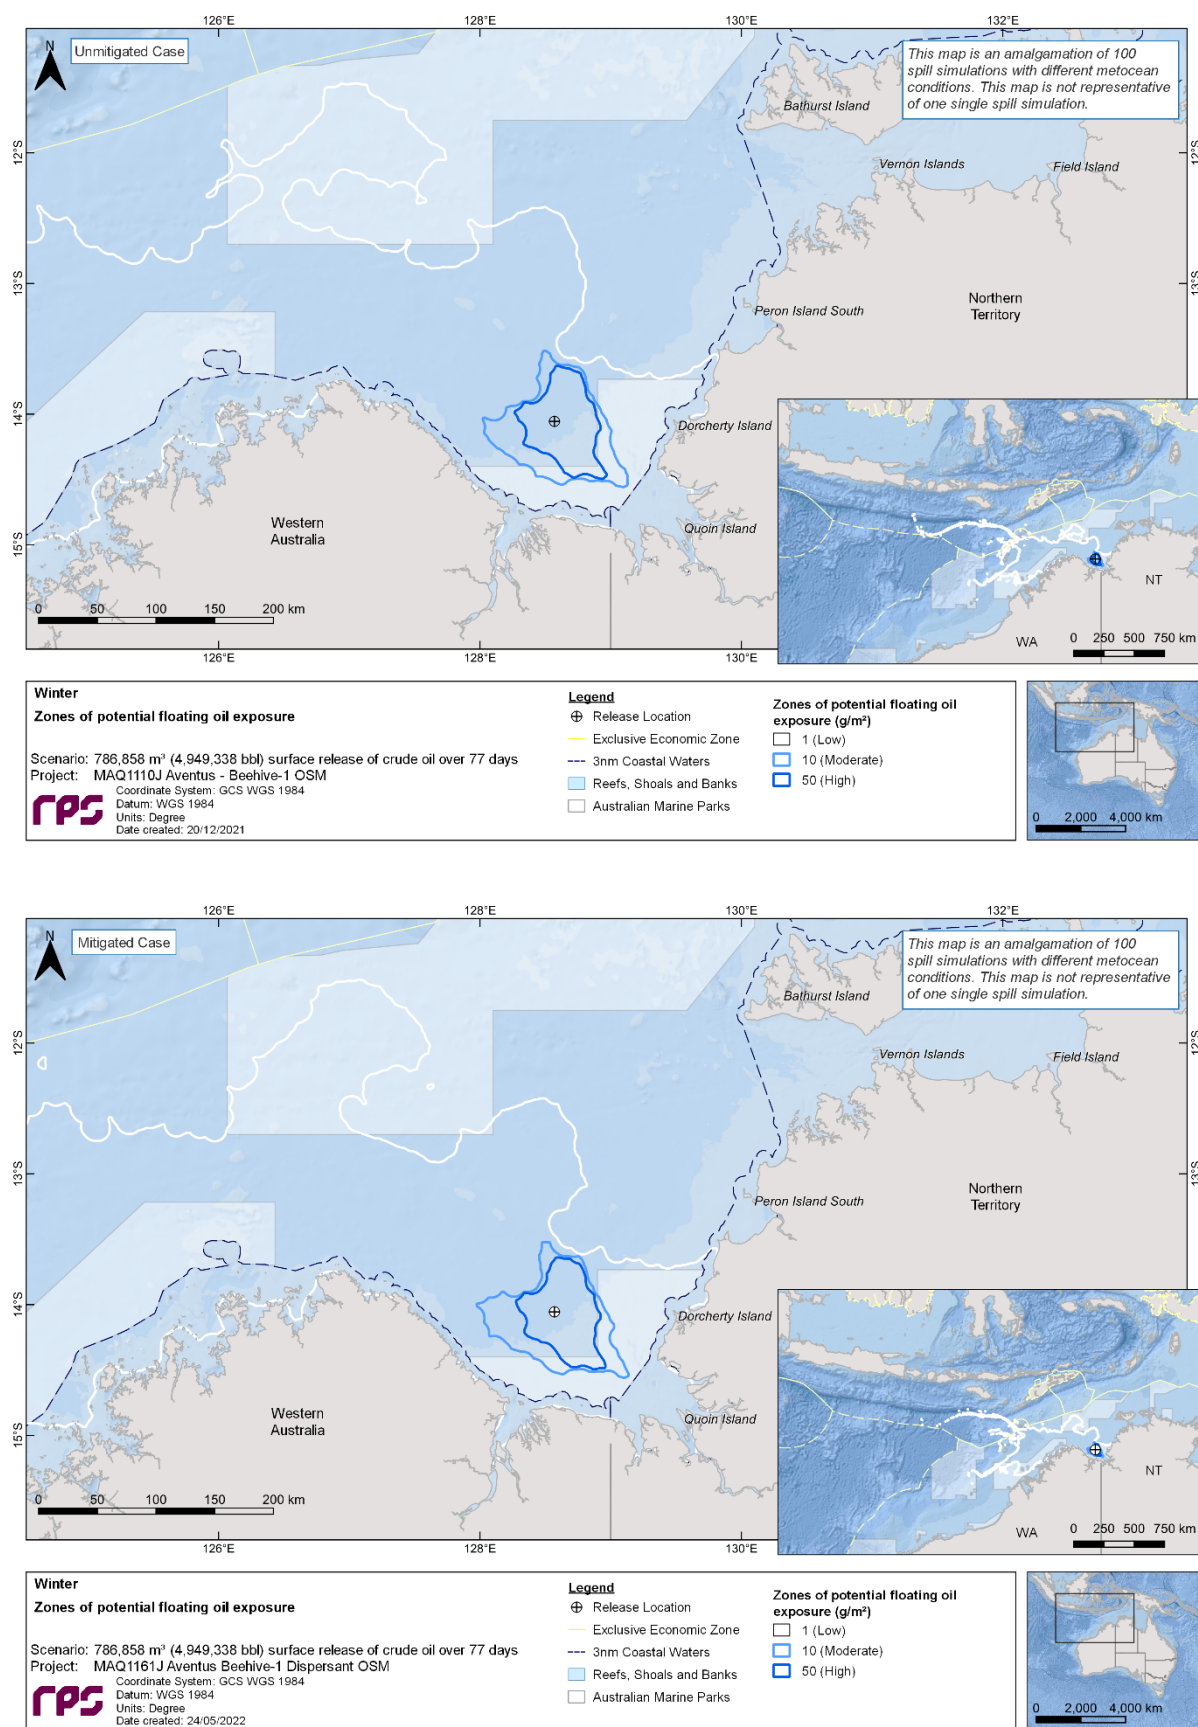 126°E
128°E
130°E
132°E
N
Unmitigated Case
This map is an amalgamation of 100
spill simulations with different metocean
conditions. This map is not representative
of one single spill simulation.
Bathurst Island
12°S
12°S
Vernon Islands
Field Island
13°S
13°S
Peron Island South
Northern
Territory
14°S
Dorcherty Island
Western
Australia
Quoin Island
15°S
0 50 100 150 200 km
NT
WA
0 250 500 750 km
126°E
128°E
130°E
Winter
Zones of potential floating oil exposure
Scenario: 786,858 m³ (4,949,338 bbl) surface release of crude oil over 77 days
Project: MAQ1110J Aventus - Beehive-1 OSM
rps
Coordinate System: GCS WGS 1984
Datum: WGS 1984
Units: Degree
Date created: 20/12/2021
Legend
Release Location
Exclusive Economic Zone
3nm Coastal Waters
Reefs, Shoals and Banks
Australian Marine Parks
Zones of potential floating oil
exposure (g/m²)
1 (Low)
10 (Moderate)
50 (High)
0 2,000 4,000 km
126°E
128°E
130°E
132°E
N
Mitigated Case
This map is an amalgamation of 100
spill simulations with different metocean
conditions. This map is not representative
of one single spill simulation.
Bathurst Island
12°S
12°S
Vernon Islands
Field Island
13°S
13°S
Peron Island South
Northern
Territory
14°S
Dorcherty Island
Western
Australia
Quoin Island
15°S
0 50 100 150 200 km
NT
WA
0 250 500 750 km
126°E
128°E
130°E
Winter
Zones of potential floating oil exposure
Scenario: 786,858 m³ (4,949,338 bbl) surface release of crude oil over 77 days
Project: MAQ1161J Aventus Beehive-1 Dispersant OSM
rps
Coordinate System: GCS WGS 1984
Datum: WGS 1984
Units: Degree
Date created: 24/05/2022
Legend
Release Location
Exclusive Economic Zone
3nm Coastal Waters
Reefs, Shoals and Banks
Australian Marine Parks
Zones of potential floating oil
exposure (g/m²)
1 (Low)
10 (Moderate)
50 (High)
0 2,000 4,000 km